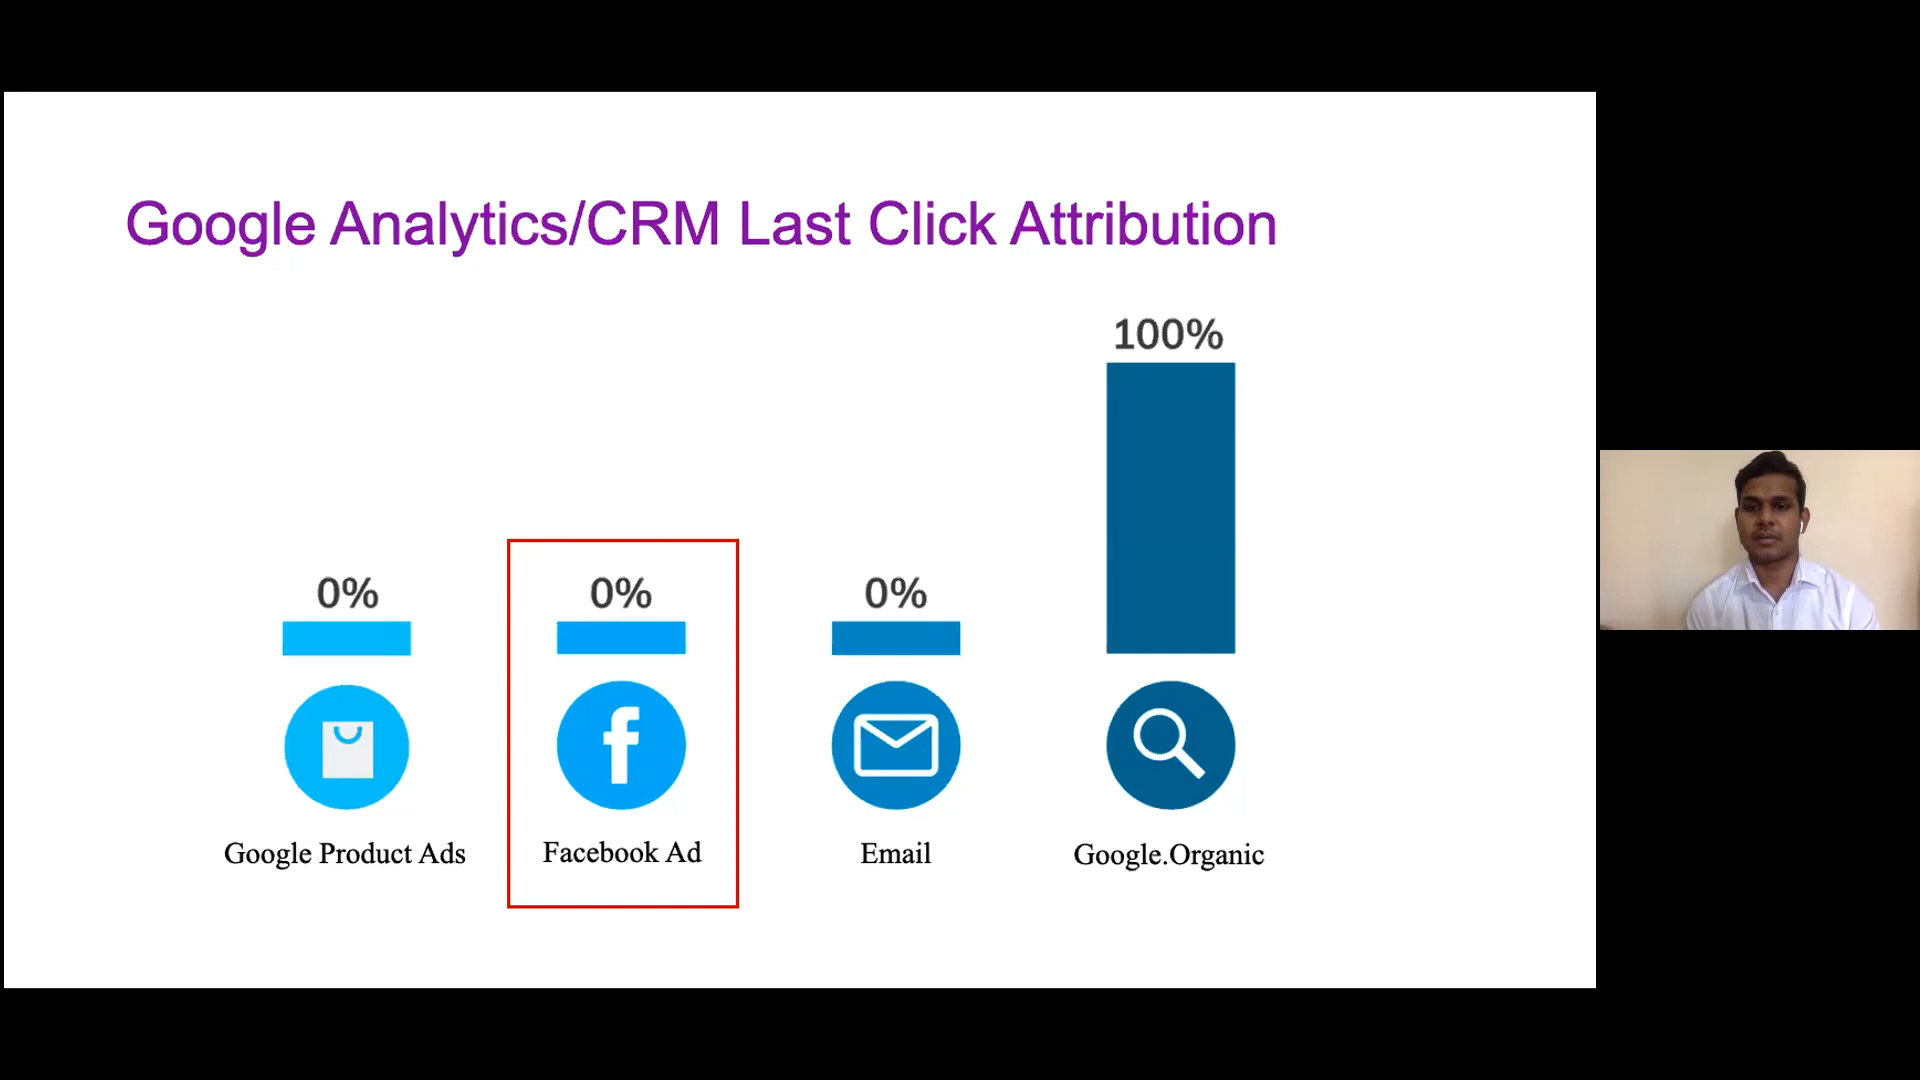 Google Analytics/CRM Last Click Attribution
100%
0%
0%
0%
Google Product Ads
Facebook Ad
Email
Google.Organic